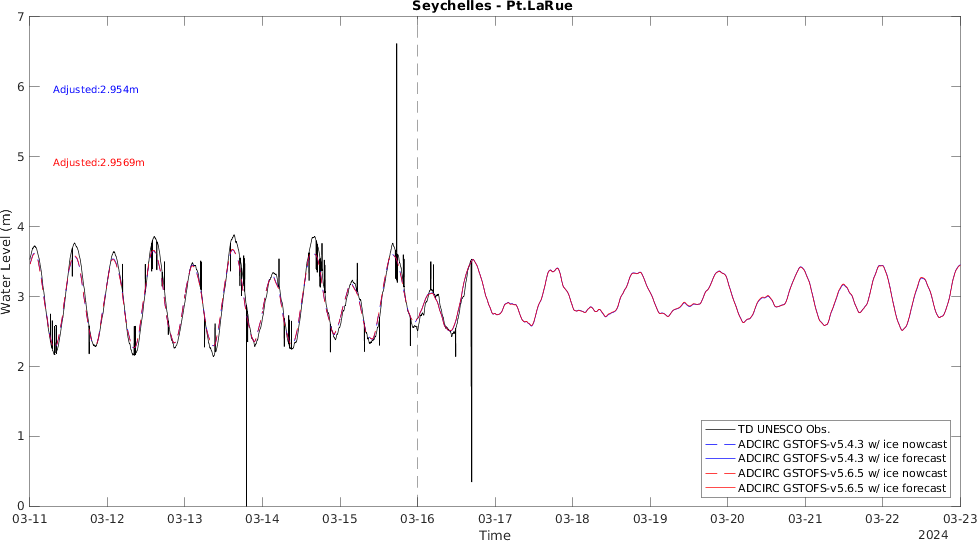 Seychelles - Pt.LaRue
7
6
5
4
3
2
1
0
Water Level (m)
Adjusted:2.954m
Adjusted:2.9569m
TD UNESCO Obs.
ADCIRC GSTOFS-v5.4.3 w/ ice nowcast
ADCIRC GSTOFS-v5.4.3 w/ ice forecast
ADCIRC GSTOFS-v5.6.5 w/ ice nowcast
ADCIRC GSTOFS-v5.6.5 w/ ice forecast
03-11 03-12 03-13 03-14 03-15 03-16 03-17 03-18 03-19 03-20 03-21 03-22 03-23
Time
2024